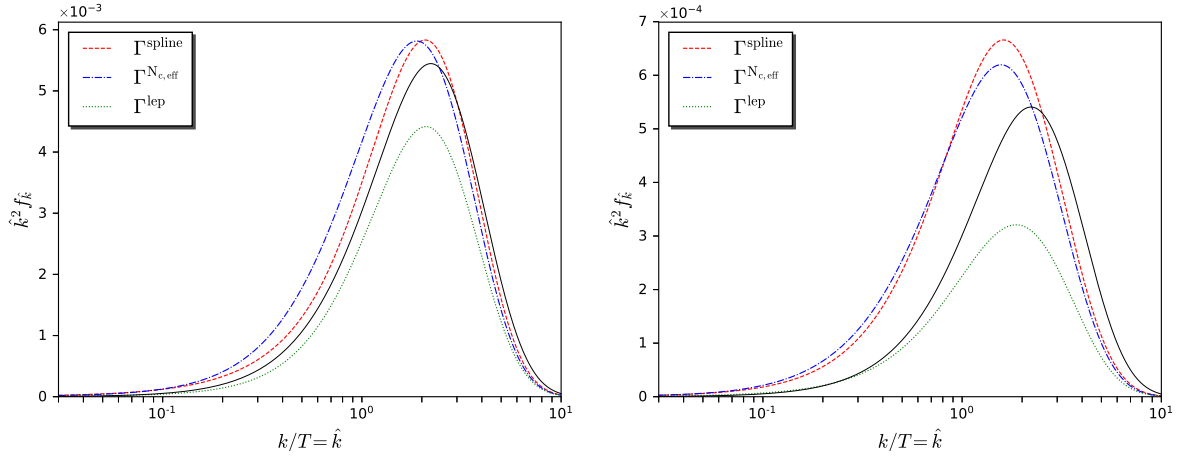 ×10⁻³
6
5
4
3
2
1
0
Γ^spline
Γ^N_c,eff
Γ^lep
k̂² f_k̂
10⁻¹ 10⁰ 10¹
k/T = k̂
×10⁻⁴
7
6
5
4
3
2
1
0
Γ^spline
Γ^N_c,eff
Γ^lep
k̂² f_k̂
10⁻¹ 10⁰ 10¹
k/T = k̂